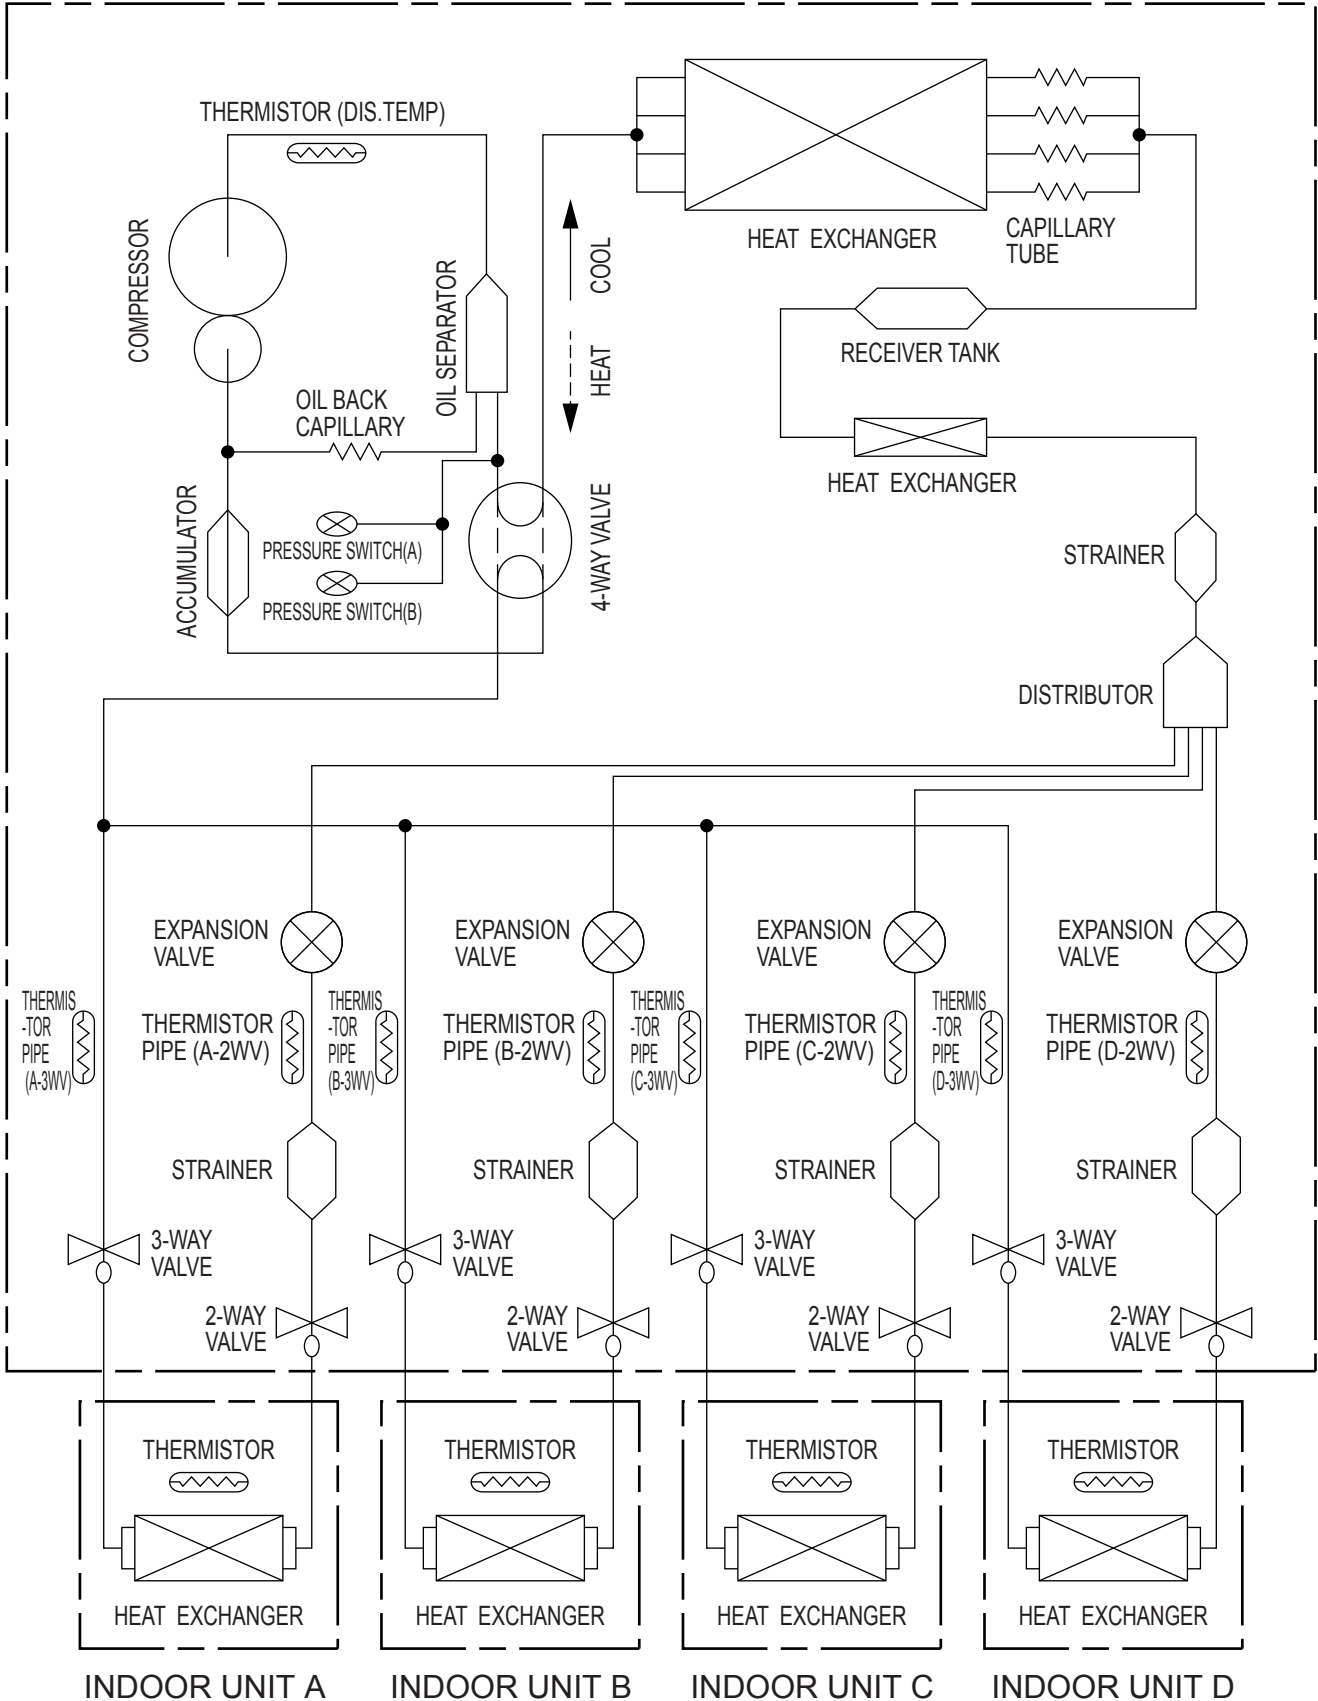 THERMISTOR (DIS.TEMP)
COMPRESSOR
OIL SEPARATOR
HEAT COOL
HEAT EXCHANGER
CAPILLARY
TUBE
RECEIVER TANK
OIL BACK
CAPILLARY
HEAT EXCHANGER
ACCUMULATOR
PRESSURE SWITCH(A)
PRESSURE SWITCH(B)
4-WAY VALVE
STRAINER
DISTRIBUTOR
EXPANSION
VALVE
EXPANSION
VALVE
EXPANSION
VALVE
EXPANSION
VALVE
THERMIS
-TOR
PIPE
(A-3WV)
THERMISTOR
PIPE (A-2WV)
THERMIS
-TOR
PIPE
(B-3WV)
THERMISTOR
PIPE (B-2WV)
THERMIS
-TOR
PIPE
(C-3WV)
THERMISTOR
PIPE (C-2WV)
THERMIS
-TOR
PIPE
(D-3WV)
THERMISTOR
PIPE (D-2WV)
STRAINER
STRAINER
STRAINER
STRAINER
3-WAY
VALVE
3-WAY
VALVE
3-WAY
VALVE
3-WAY
VALVE
2-WAY
VALVE
2-WAY
VALVE
2-WAY
VALVE
2-WAY
VALVE
THERMISTOR
HEAT EXCHANGER
INDOOR UNIT A
THERMISTOR
HEAT EXCHANGER
INDOOR UNIT B
THERMISTOR
HEAT EXCHANGER
INDOOR UNIT C
THERMISTOR
HEAT EXCHANGER
INDOOR UNIT D